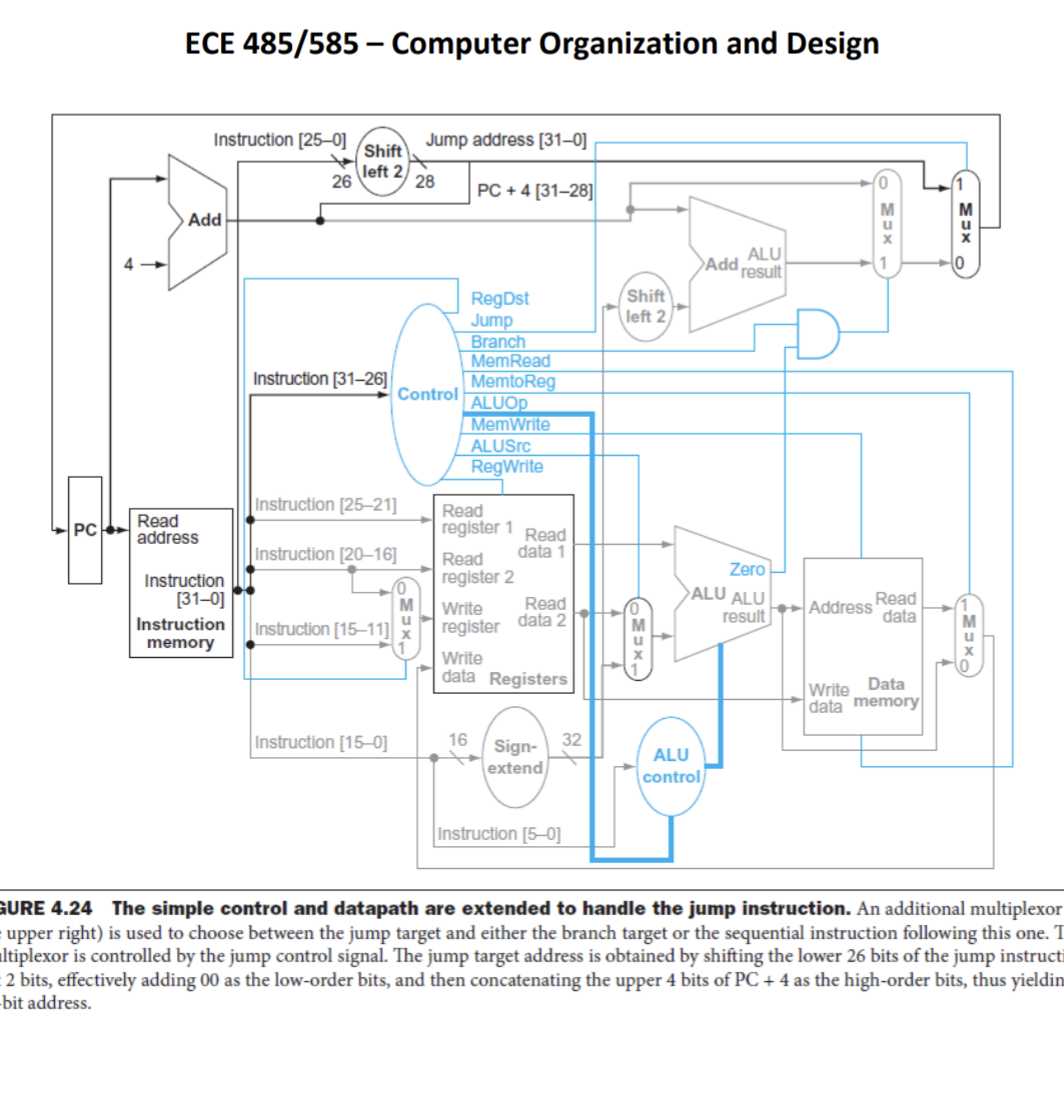 ECE 485/585 – Computer Organization and Design
Instruction [25–0]
Shift
left 2
Jump address [31–0]
26
28
PC + 4 [31–28]
Add
4
0
M
u
x
1
1
M
u
x
0
Add
ALU
result
Shift
left 2
RegDst
Jump
Branch
MemRead
MemtoReg
ALUOp
MemWrite
ALUSrc
RegWrite
Instruction [31–26]
Control
PC
Read
address
Instruction
[31–0]
Instruction
memory
Instruction [25–21]
Instruction [20–16]
Instruction [15–11]
Instruction [15–0]
0
M
u
x
1
Read
register 1
Read
register 2
Write
register
Write
data
Read
data 1
Read
data 2
Registers
0
M
u
x
1
Zero
ALU
ALU
result
Address
Read
data
Write
data
Data
memory
1
M
u
x
0
16
Sign-
extend
32
ALU
control
Instruction [5–0]
GURE 4.24 The simple control and datapath are extended to handle the jump instruction. An additional multiplexor
upper right) is used to choose between the jump target and either the branch target or the sequential instruction following this one. T
ltiplexor is controlled by the jump control signal. The jump target address is obtained by shifting the lower 26 bits of the jump instructi
2 bits, effectively adding 00 as the low-order bits, and then concatenating the upper 4 bits of PC + 4 as the high-order bits, thus yielding
-bit address.